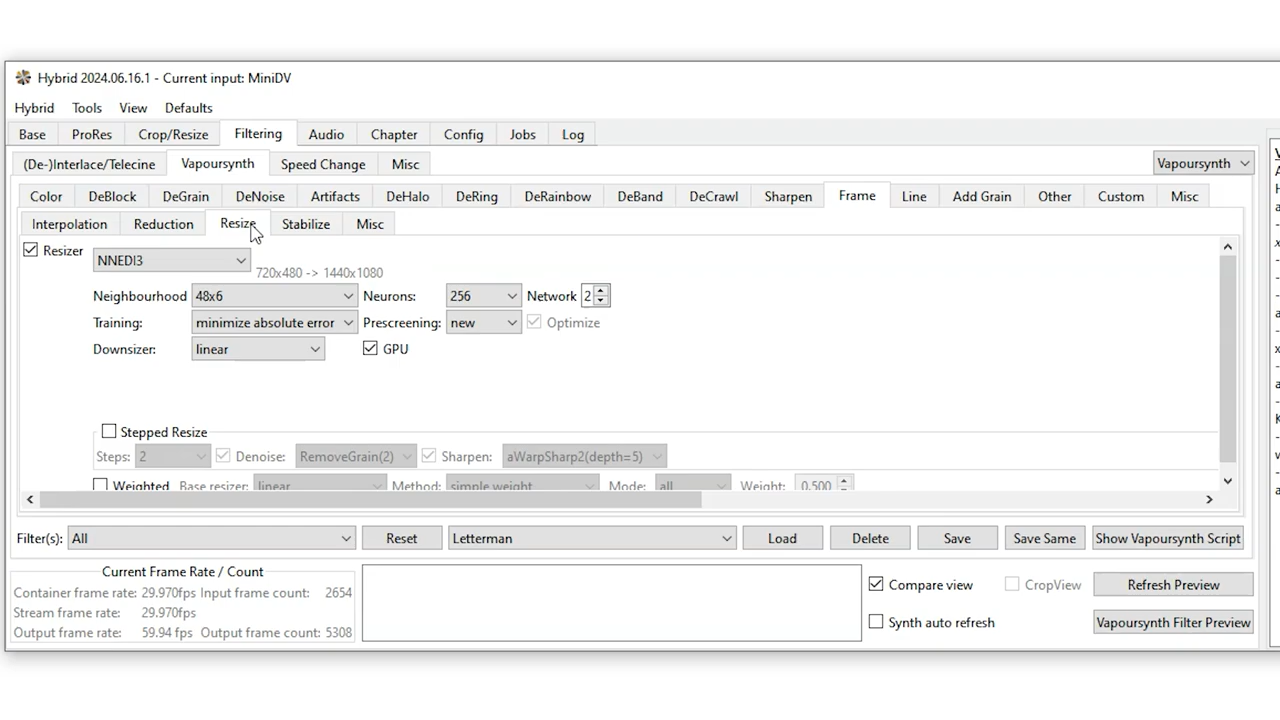 Hybrid 2024.06.16.1 - Current input: MiniDV
Hybrid Tools View Defaults
Base ProRes Crop/Resize Filtering Audio Chapter Config Jobs Log
(De-)Interlace/Telecine Vapoursynth Speed Change Misc Vapoursynth
Color DeBlock DeGrain DeNoise Artifacts DeHalo DeRing DeRainbow DeBand DeCrawl Sharpen Frame Line Add Grain Other Custom Misc
Interpolation Reduction Resize Stabilize Misc
Resizer NNEDI3
720x480 -> 1440x1080
Neighbourhood 48x6 Neurons: 256 Network 2
Training: minimize absolute error Prescreening: new Optimize
Downsizer: linear GPU
Stepped Resize
Steps: 2 Denoise: RemoveGrain(2) Sharpen: aWarpSharp2(depth=5)
Weighted Base resizer: linear Method: simple weight Mode: all Weight: 0.500
Filter(s): All Reset Letterman Load Delete Save Save Same Show Vapoursynth Script
Current Frame Rate / Count
Container frame rate: 29.970fps Input frame count: 2654
Stream frame rate: 29.970fps
Output frame rate: 59.94 fps Output frame count: 5308
Compare view CropView Refresh Preview
Synth auto refresh Vapoursynth Filter Preview